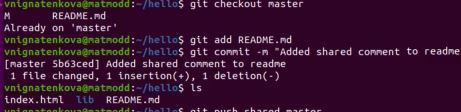 vnignatenkova@matmodd:~/hello$ git checkout master
M README.md
Already on 'master'
vnignatenkova@matmodd:~/hello$ git add README.md
vnignatenkova@matmodd:~/hello$ git commit -m "Added shared comment to readme
[master 5b63ced] Added shared comment to readme
1 file changed, 1 insertion(+), 1 deletion(-)
vnignatenkova@matmodd:~/hello$ ls
index.html lib README.md
vnignatenkova@matmodd:~/hello$ git push shared master